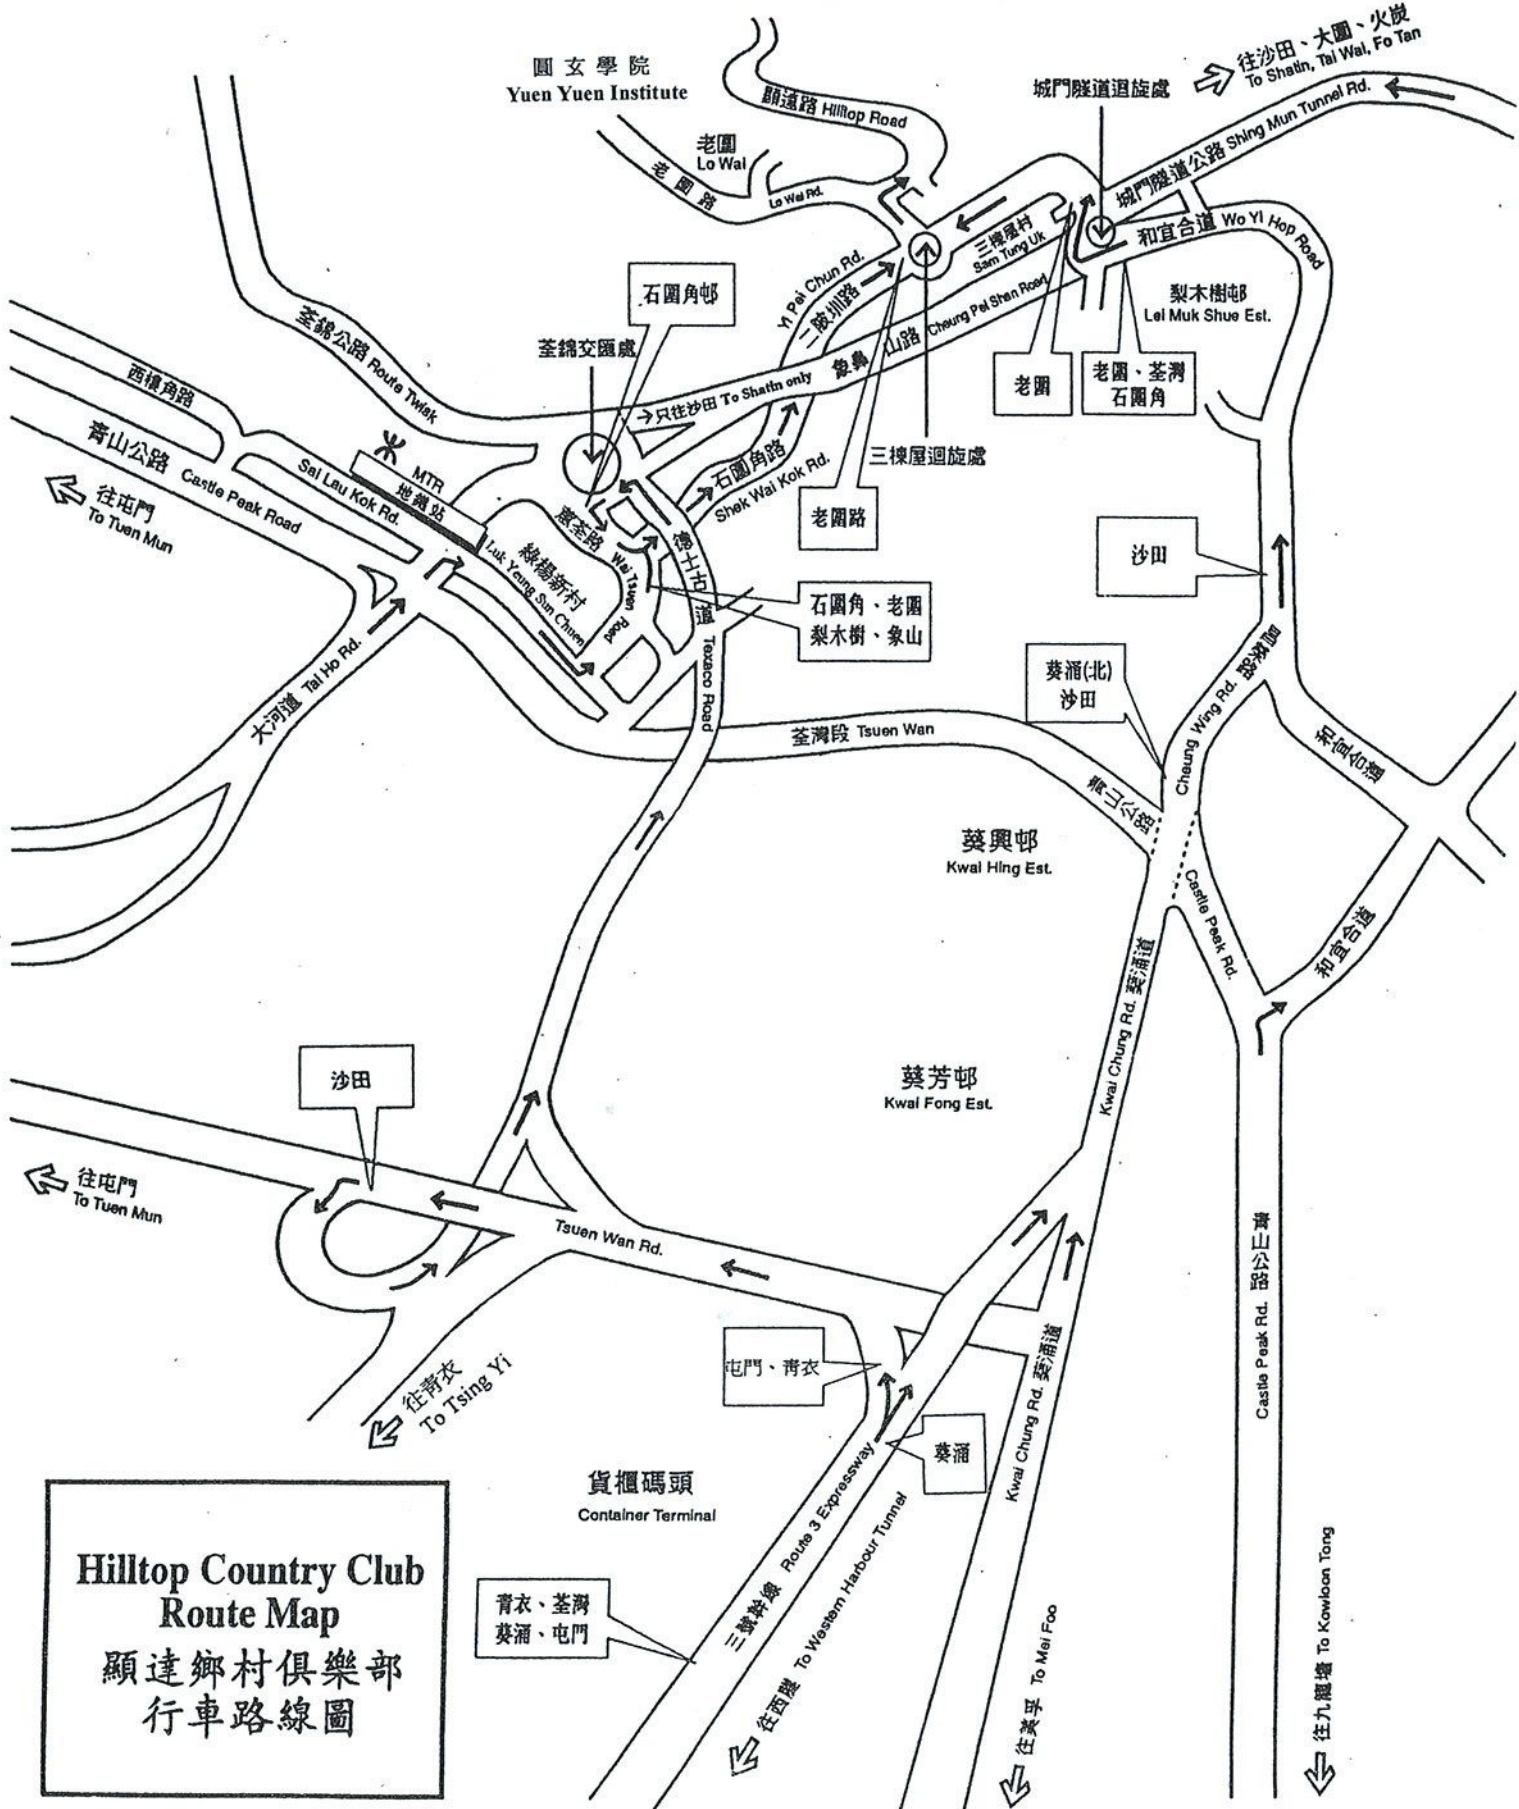 圓玄學院
Yuen Yuen Institute
往沙田、大圍、火炭
To Shatin, Tai Wai, Fo Tan
城門隧道迴旋處
顯達路 Hilltop Road
老圍
Lo Wai
老圍路
Lo Wai Rd.
城門隧道公路 Shing Mun Tunnel Rd.
和宜合道 Wo Yi Hop Road
三棟屋村
Sam Tung Uk
Yi Pei Chun Rd.
二陂圳路
石圍角邨
梨木樹邨
Lei Muk Shue Est.
荃錦公路 Route Twisk
荃錦交匯處
象鼻山路 Cheung Pei Shan Road
老圍
老圍、荃灣
石圍角
西樓角路
只往沙田 To Shatin only
三棟屋迴旋處
青山公路 Castle Peak Road
Sai Lau Kok Rd.
MTR
地鐵站
石圍角路
Shek Wai Kok Rd.
往屯門
To Tuen Mun
老圍路
蕙荃路 Wai Tsuen Road
德士古道 Texaco Road
綠楊新村
Luk Yeung Sun Chuen
沙田
石圍角、老圍
梨木樹、象山
葵涌(北)
沙田
大河道 Tai Ho Rd.
Cheung Wing Rd.
荃灣段 Tsuen Wan
和宜合道
青山公路
葵興邨
Kwai Hing Est.
Castle Peak Rd.
和宜合道
Kwai Chung Rd. 葵涌道
沙田
葵芳邨
Kwai Fong Est.
往屯門
To Tuen Mun
Tsuen Wan Rd.
Castle Peak Rd. 青山公路
屯門、青衣
Kwai Chung Rd. 葵涌道
往青衣
To Tsing Yi
葵涌
貨櫃碼頭
Container Terminal
三號幹線 Route 3 Expressway
青衣、荃灣
葵涌、屯門
往西隧 To Western Harbour Tunnel
往美孚 To Mei Foo
往九龍塘 To Kowloon Tong
Hilltop Country Club
Route Map
顯達鄉村俱樂部
行車路線圖